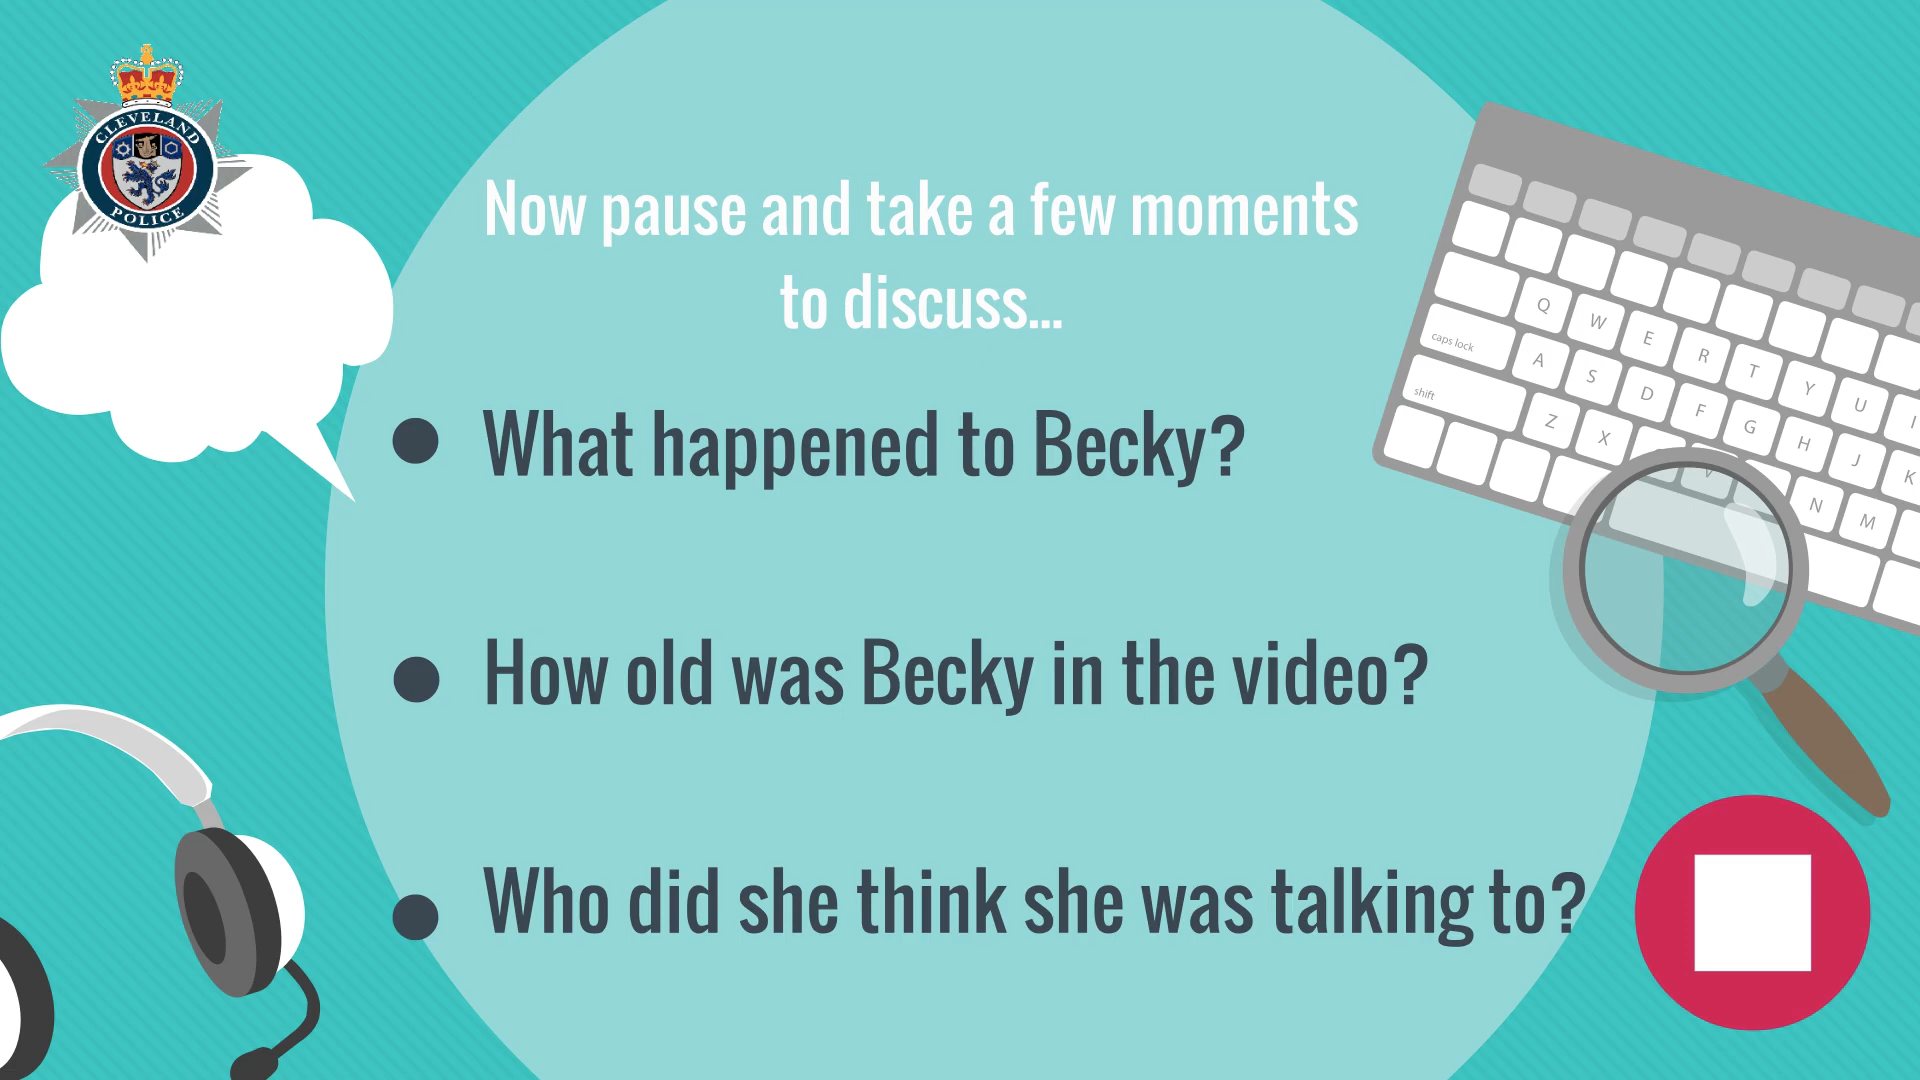 CLEVELAND
POLICE
Now pause and take a few moments
to discuss...
• What happened to Becky?
• How old was Becky in the video?
• Who did she think she was talking to?
Q W E R T Y U I
caps lock A S D F G H J K
shift Z X V N M